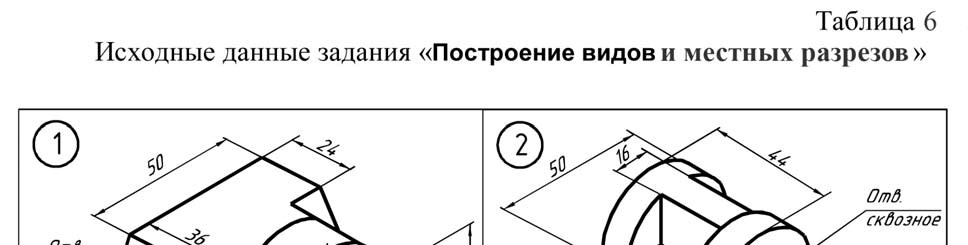 Таблица 6
Исходные данные задания «Построение видов и местных разрезов»
1
50
24
36
Отв.
2
50
16
44
Отв.
сквозное